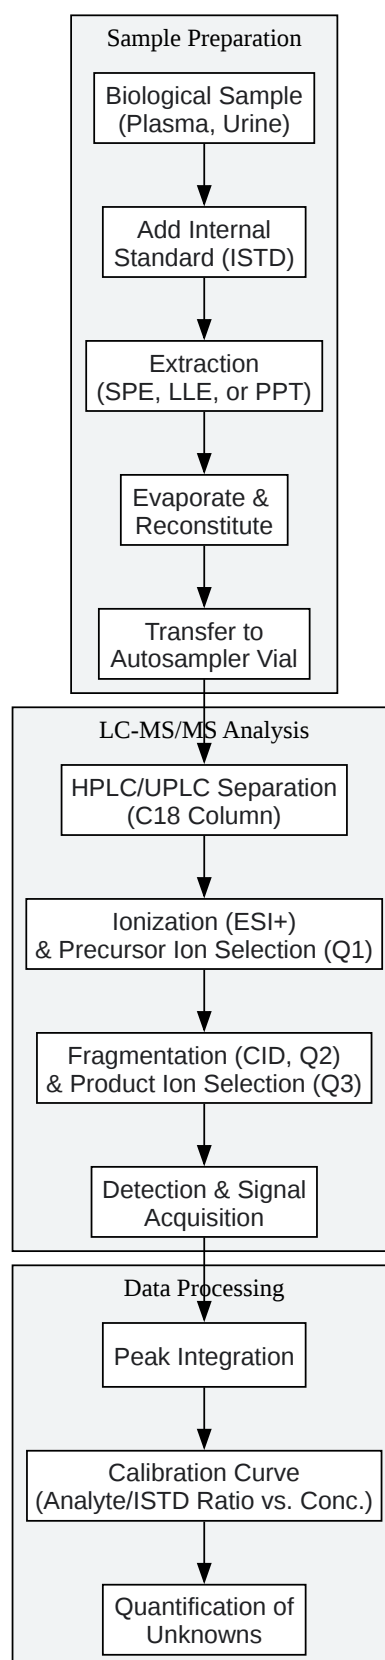 Sample Preparation
Biological Sample
(Plasma, Urine)
Add Internal
Standard (ISTD)
Extraction
(SPE, LLE, or PPT)
Evaporate &
Reconstitute
Transfer to
Autosampler Vial
LC-MS/MS Analysis
HPLC/UPLC Separation
(C18 Column)
Ionization (ESI+)
& Precursor Ion Selection (Q1)
Fragmentation (CID, Q2)
& Product Ion Selection (Q3)
Detection & Signal
Acquisition
Data Processing
Peak Integration
Calibration Curve
(Analyte/ISTD Ratio vs. Conc.)
Quantification of
Unknowns